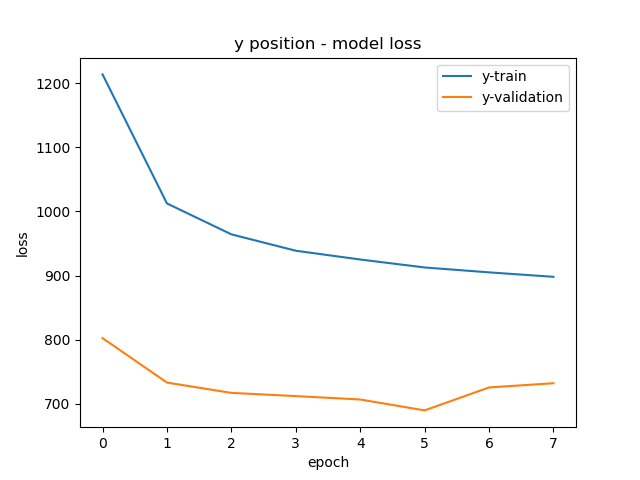 y position - model loss
y-train
y-validation
loss
1200
1100
1000
900
800
700
0 1 2 3 4 5 6 7
epoch